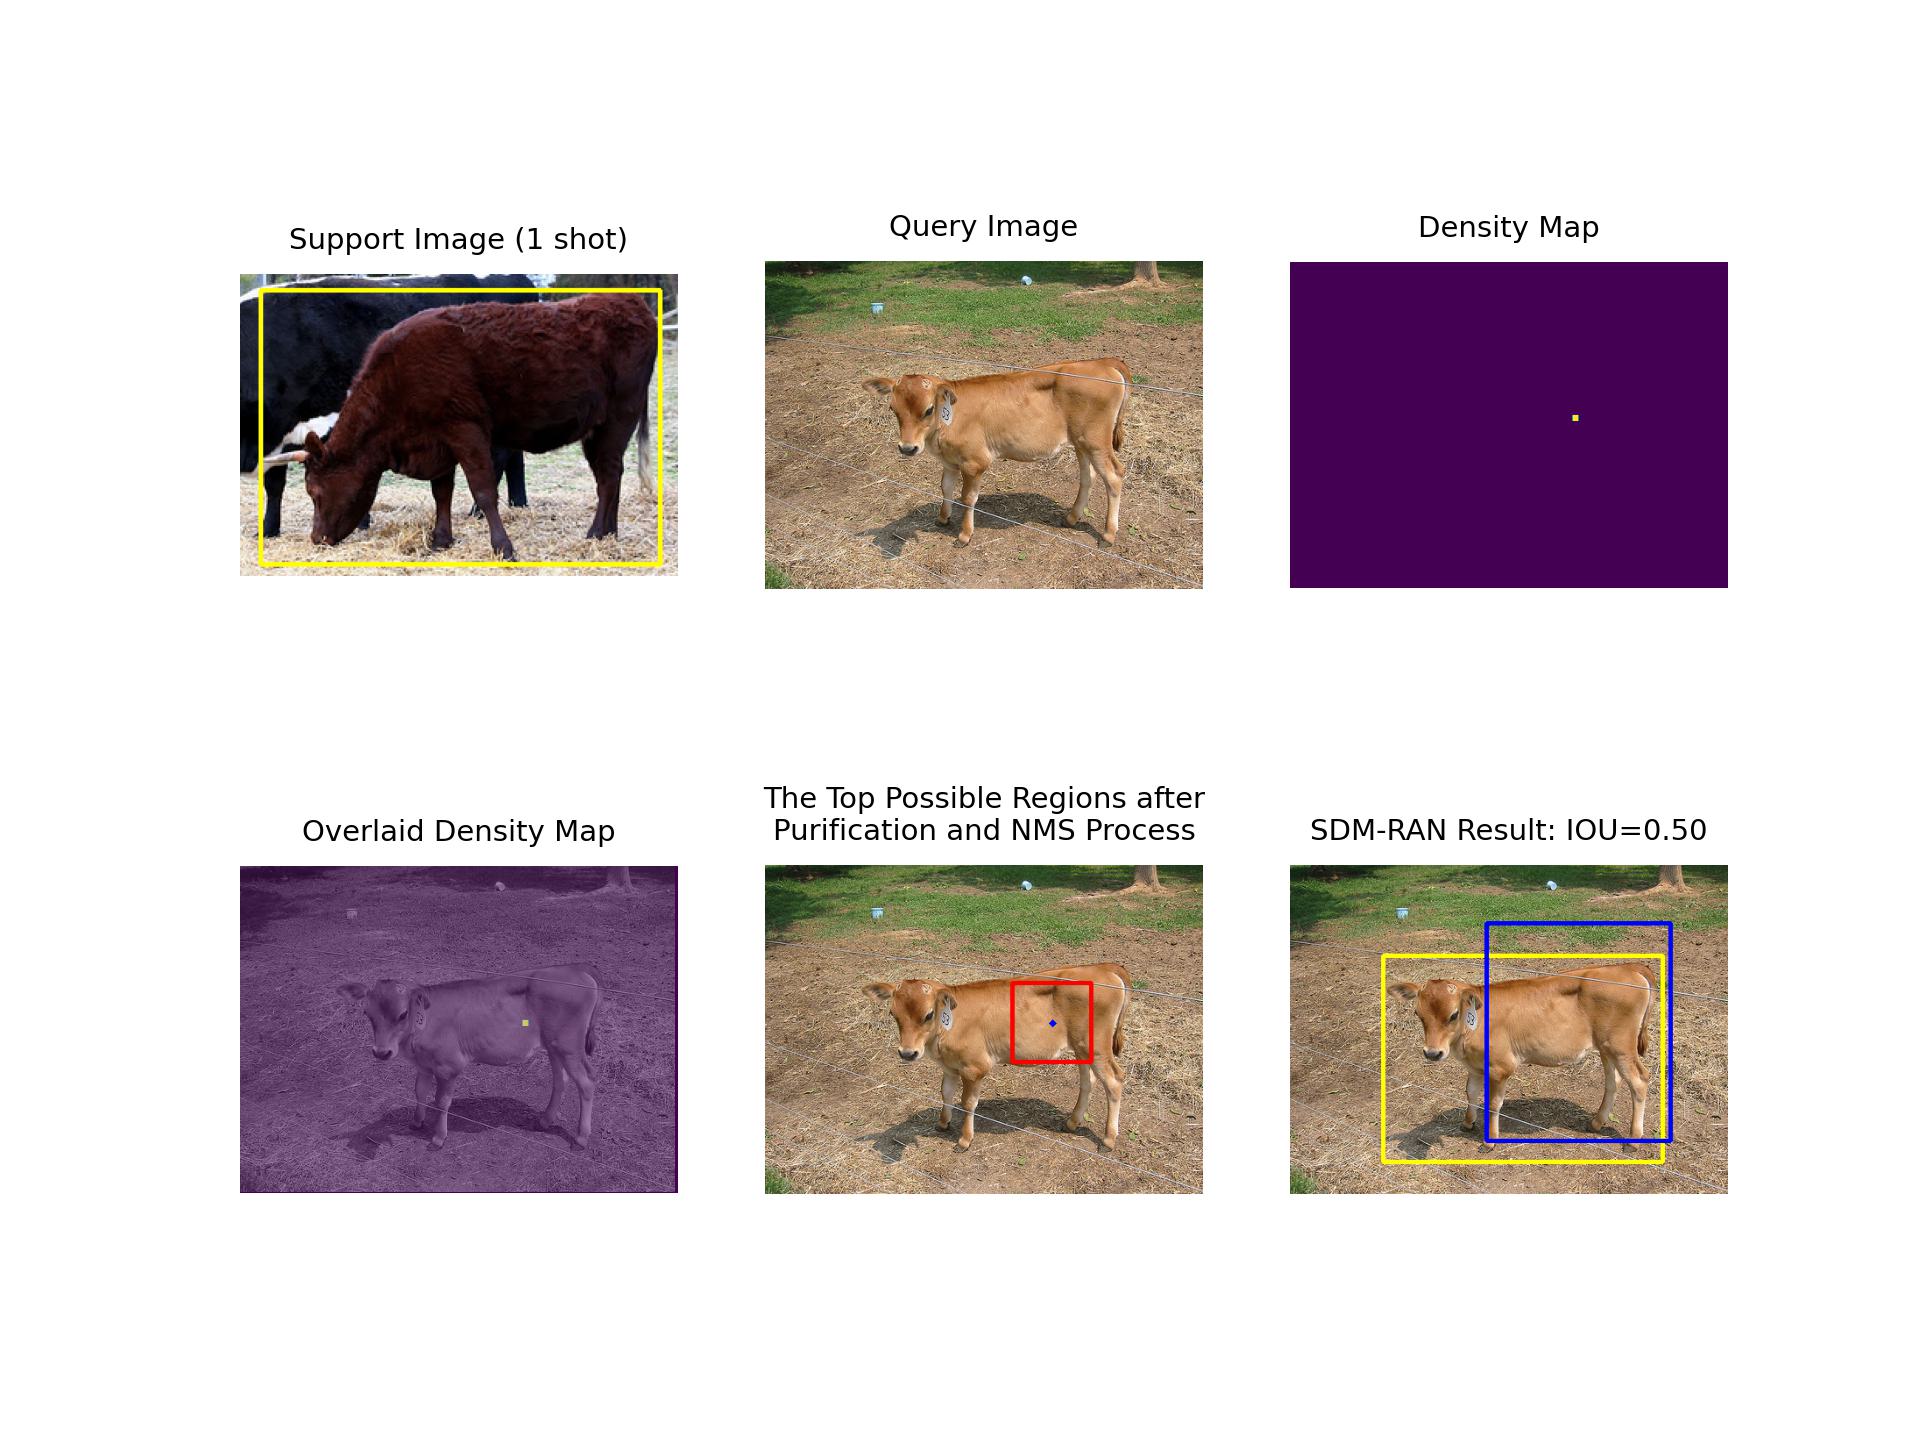 Support Image (1 shot)
Query Image
Density Map
Overlaid Density Map
The Top Possible Regions after
Purification and NMS Process
SDM-RAN Result: IOU=0.50